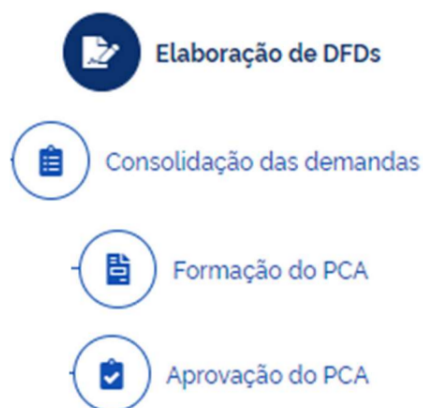 Elaboração de DFDs
Consolidação das demandas
Formação do PCA
Aprovação do PCA